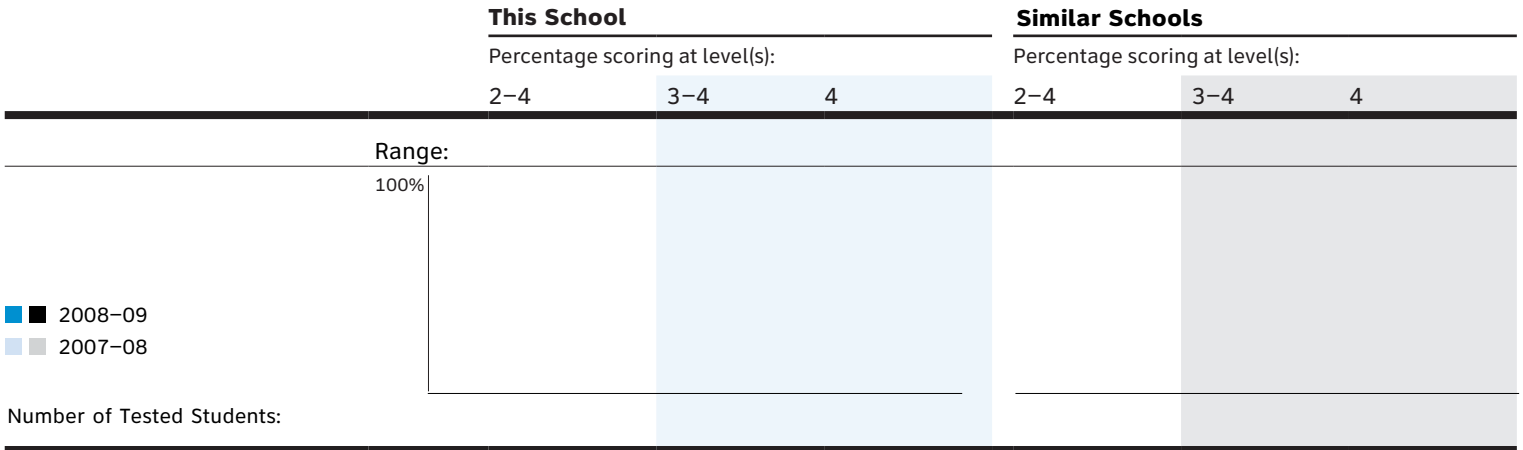 This School Similar Schools
Percentage scoring at level(s): Percentage scoring at level(s):
2–4 3–4 4 2–4 3–4 4
Range:
100%
2008–09
2007–08
Number of Tested Students: